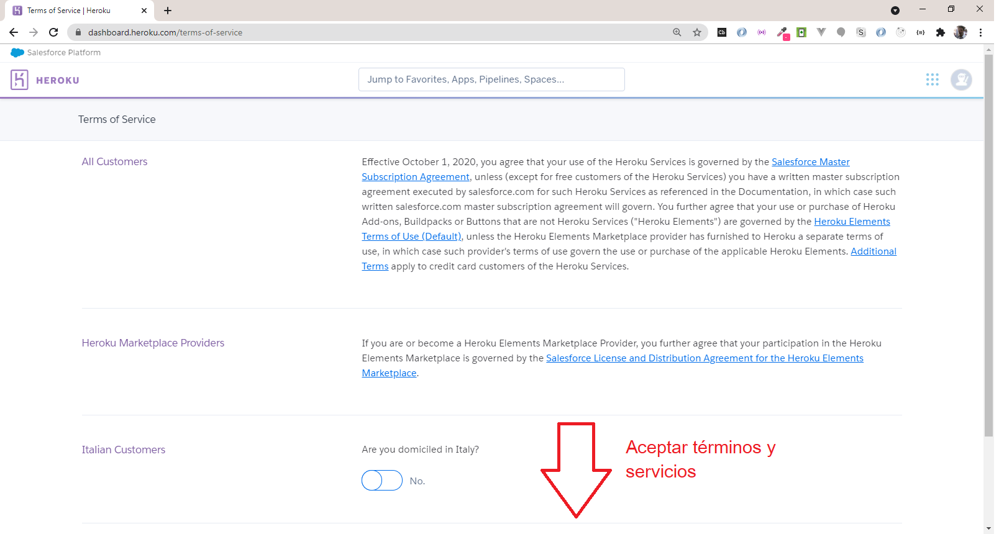 Terms of Service | Heroku
dashboard.heroku.com/terms-of-service
Salesforce Platform
HEROKU
Jump to Favorites, Apps, Pipelines, Spaces...
Terms of Service
All Customers
Effective October 1, 2020, you agree that your use of the Heroku Services is governed by the Salesforce Master
Subscription Agreement, unless (except for free customers of the Heroku Services) you have a written master subscription
agreement executed by salesforce.com for such Heroku Services as referenced in the Documentation, in which case such
written salesforce.com master subscription agreement will govern. You further agree that your use or purchase of Heroku
Add-ons, Buildpacks or Buttons that are not Heroku Services ("Heroku Elements") are governed by the Heroku Elements
Terms of Use (Default), unless the Heroku Elements Marketplace provider has furnished to Heroku a separate terms of
use, in which case such provider's terms of use govern the use or purchase of the applicable Heroku Elements. Additional
Terms apply to credit card customers of the Heroku Services.
Heroku Marketplace Providers
If you are or become a Heroku Elements Marketplace Provider, you further agree that your participation in the Heroku
Elements Marketplace is governed by the Salesforce License and Distribution Agreement for the Heroku Elements
Marketplace.
Italian Customers
Are you domiciled in Italy?
No.
Aceptar términos y
servicios